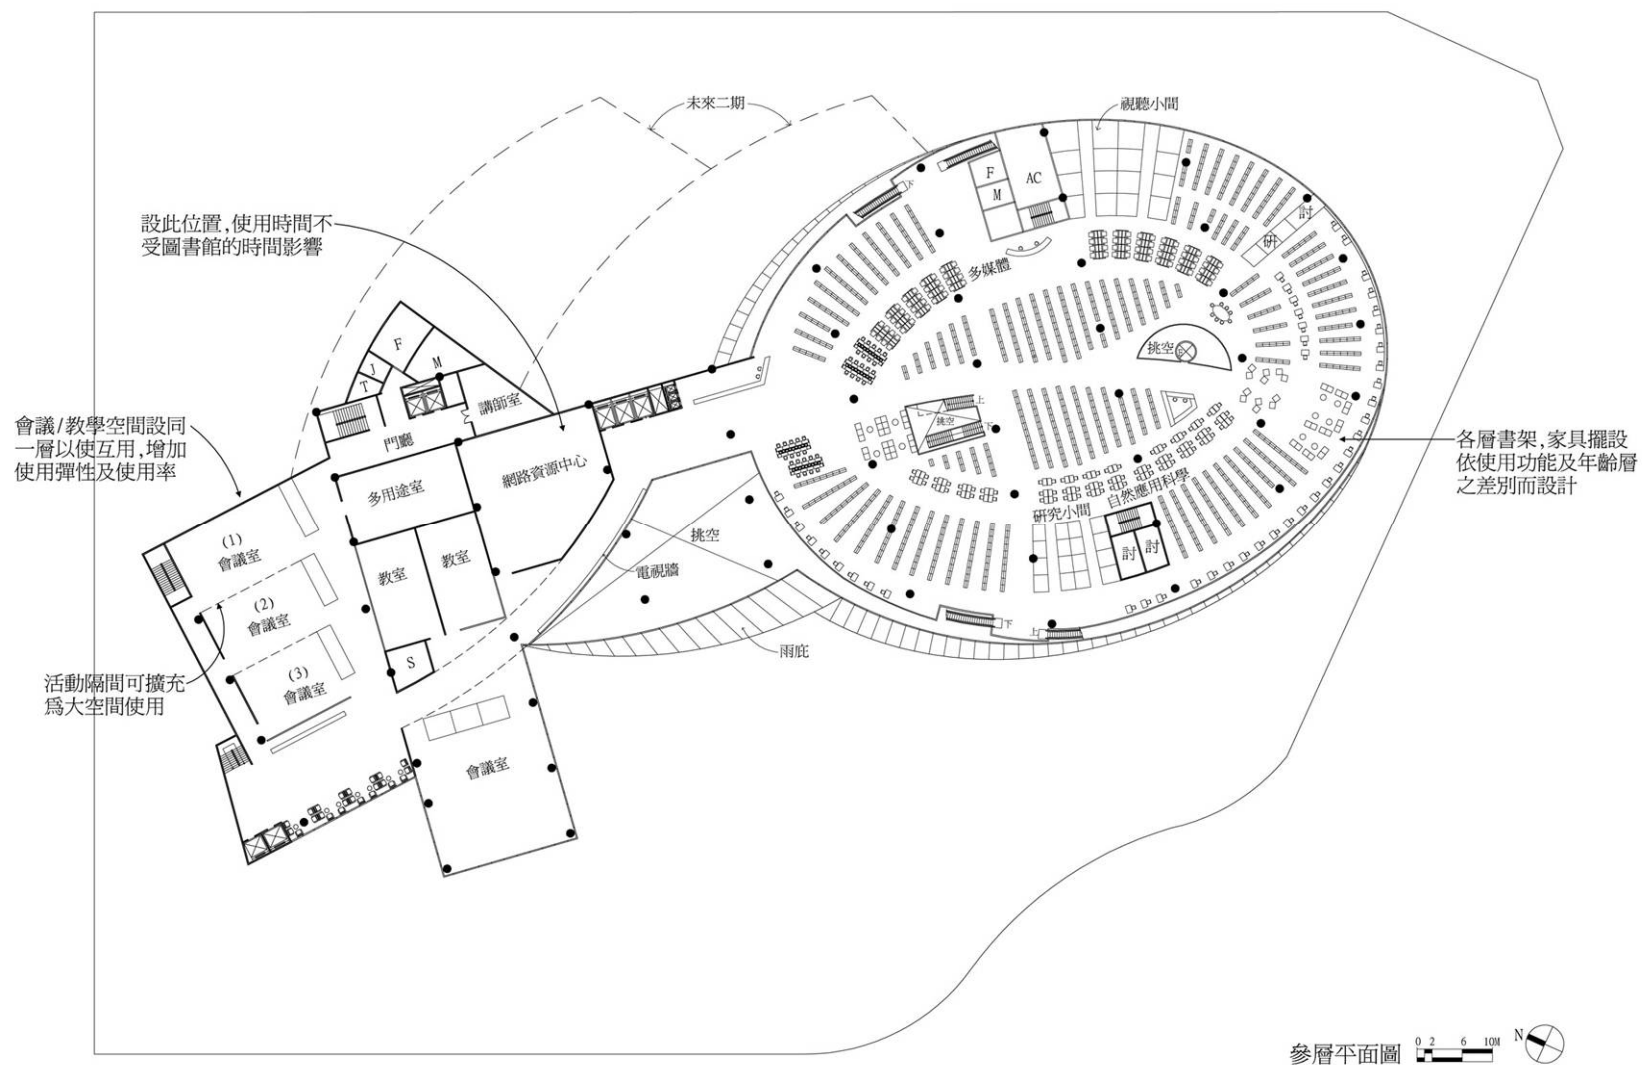 未來二期
視聽小間
設此位置,使用時間不
受圖書館的時間影響
下
F
M
AC
討
研
多媒體
挑空
E
F
J
T
M
講師室
門廳
上
挑空
下
會議/教學空間設同
一層以使互用,增加
使用彈性及使用率
各層書架,家具擺設
依使用功能及年齡層
之差別而設計
多用途室
網路資源中心
自然應用科學
研究小間
討
討
(1)
會議室
挑空
教室
教室
電視牆
(2)
會議室
下
上
雨庇
S
(3)
會議室
活動隔間可擴充
爲大空間使用
會議室
參層平面圖
0 2 6 10M
N